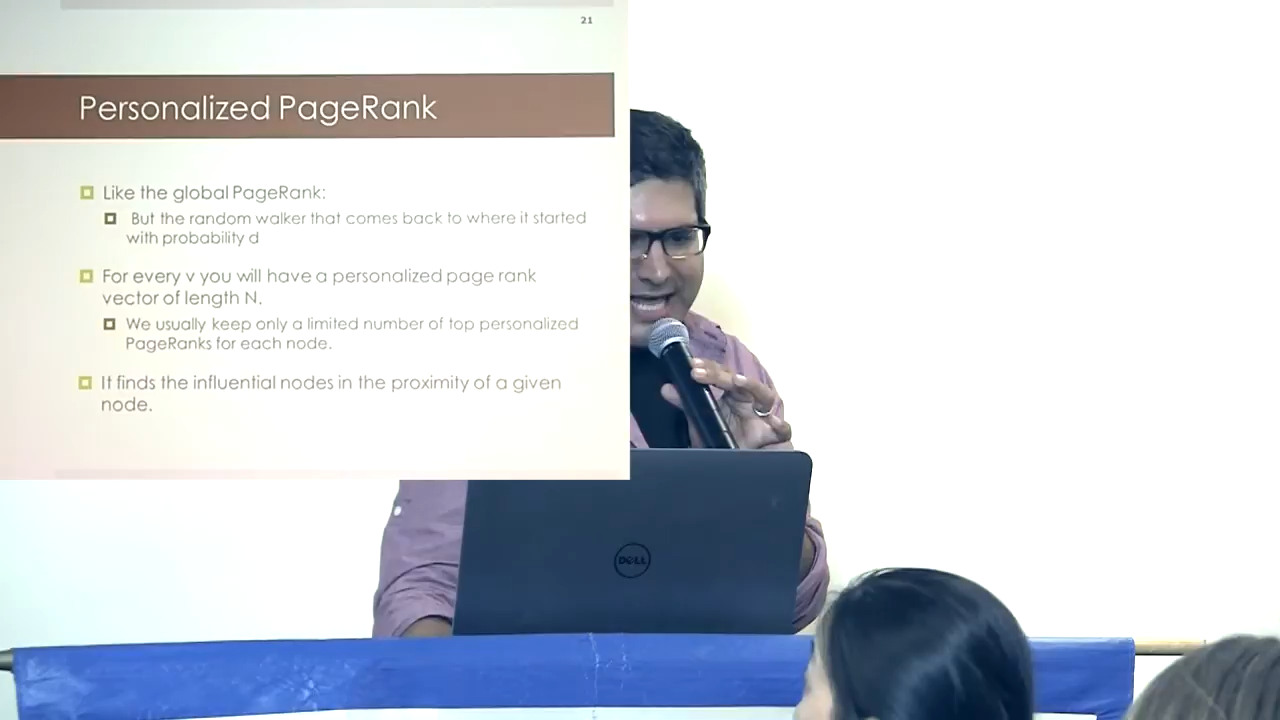 21
Personalized PageRank
Like the global PageRank:
But the random walker that comes back to where it started
with probability d
For every v you will have a personalized page rank
vector of length N.
We usually keep only a limited number of top personalized
PageRanks for each node.
It finds the influential nodes in the proximity of a given
node.
DELL